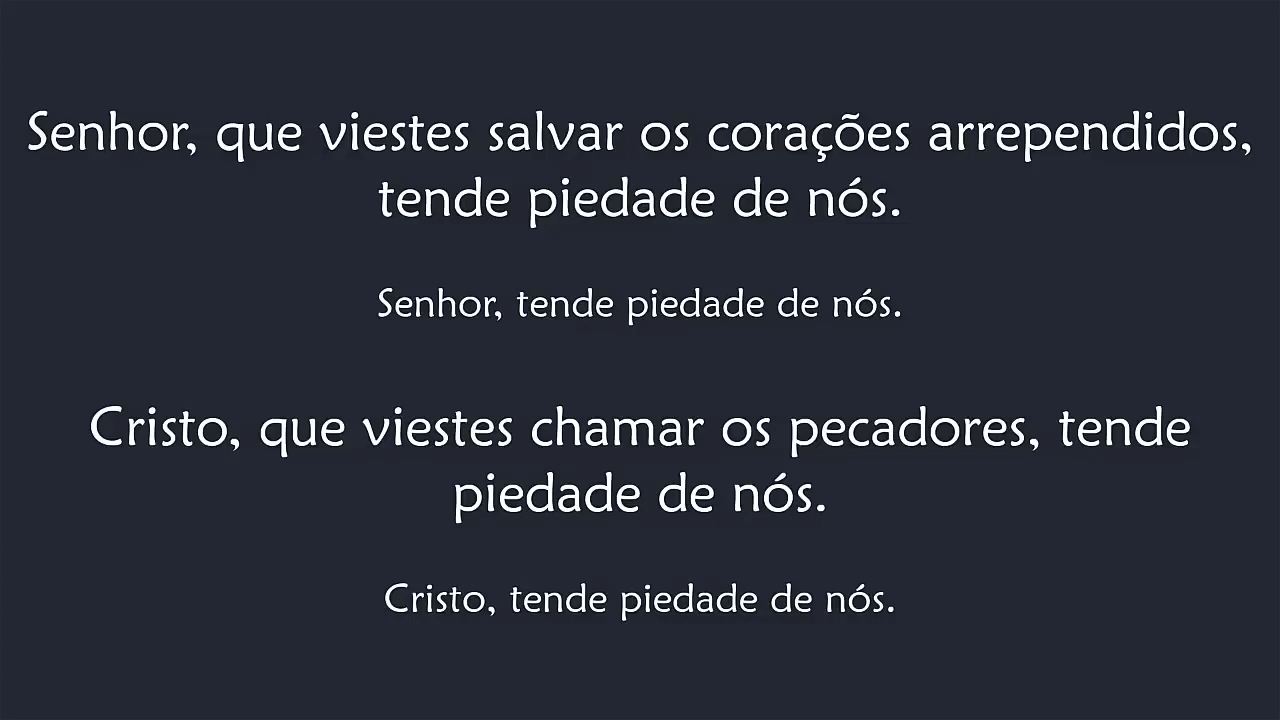 Senhor, que viestes salvar os corações arrependidos,
tende piedade de nós.
Senhor, tende piedade de nós.
Cristo, que viestes chamar os pecadores, tende
piedade de nós.
Cristo, tende piedade de nós.